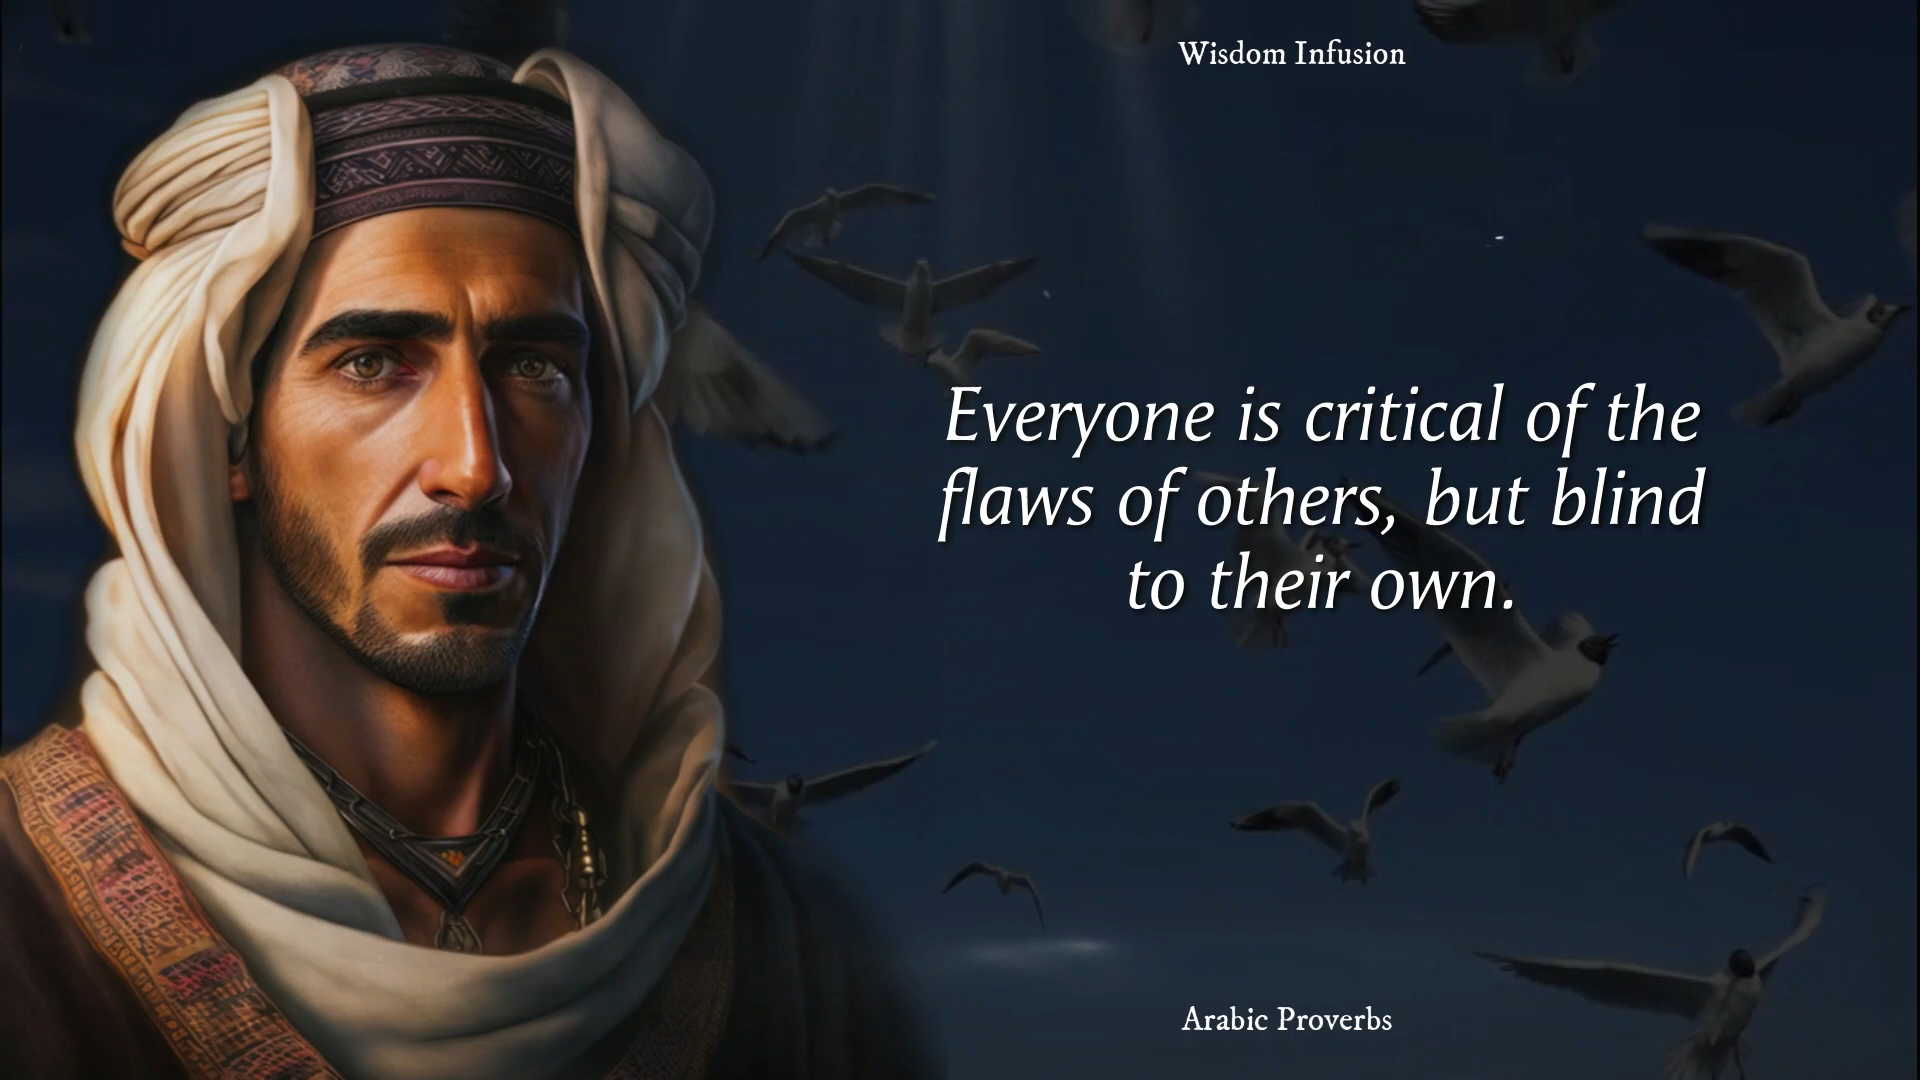 Wisdom Infusion
Everyone is critical of the
flaws of others, but blind
to their own.
Arabic Proverbs